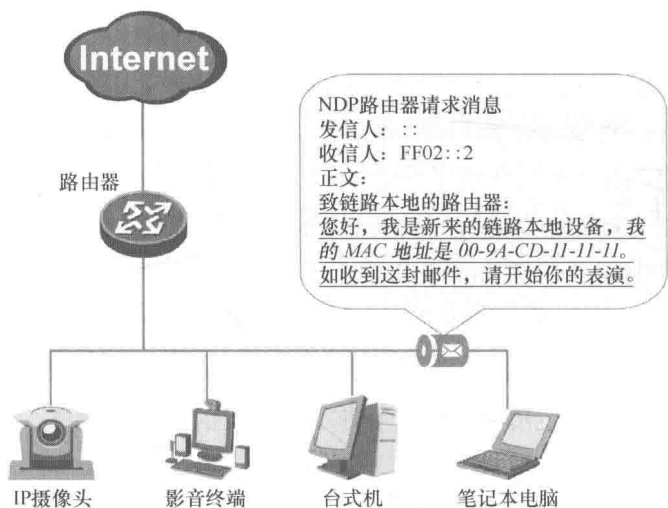 Internet
路由器
NDP路由器请求消息
发信人：::
收信人：FF02::2
正文：
致链路本地的路由器：
您好，我是新来的链路本地设备，我
的 MAC 地址是 00-9A-CD-11-11-11。
如收到这封邮件，请开始你的表演。
IP摄像头
影音终端
台式机
笔记本电脑